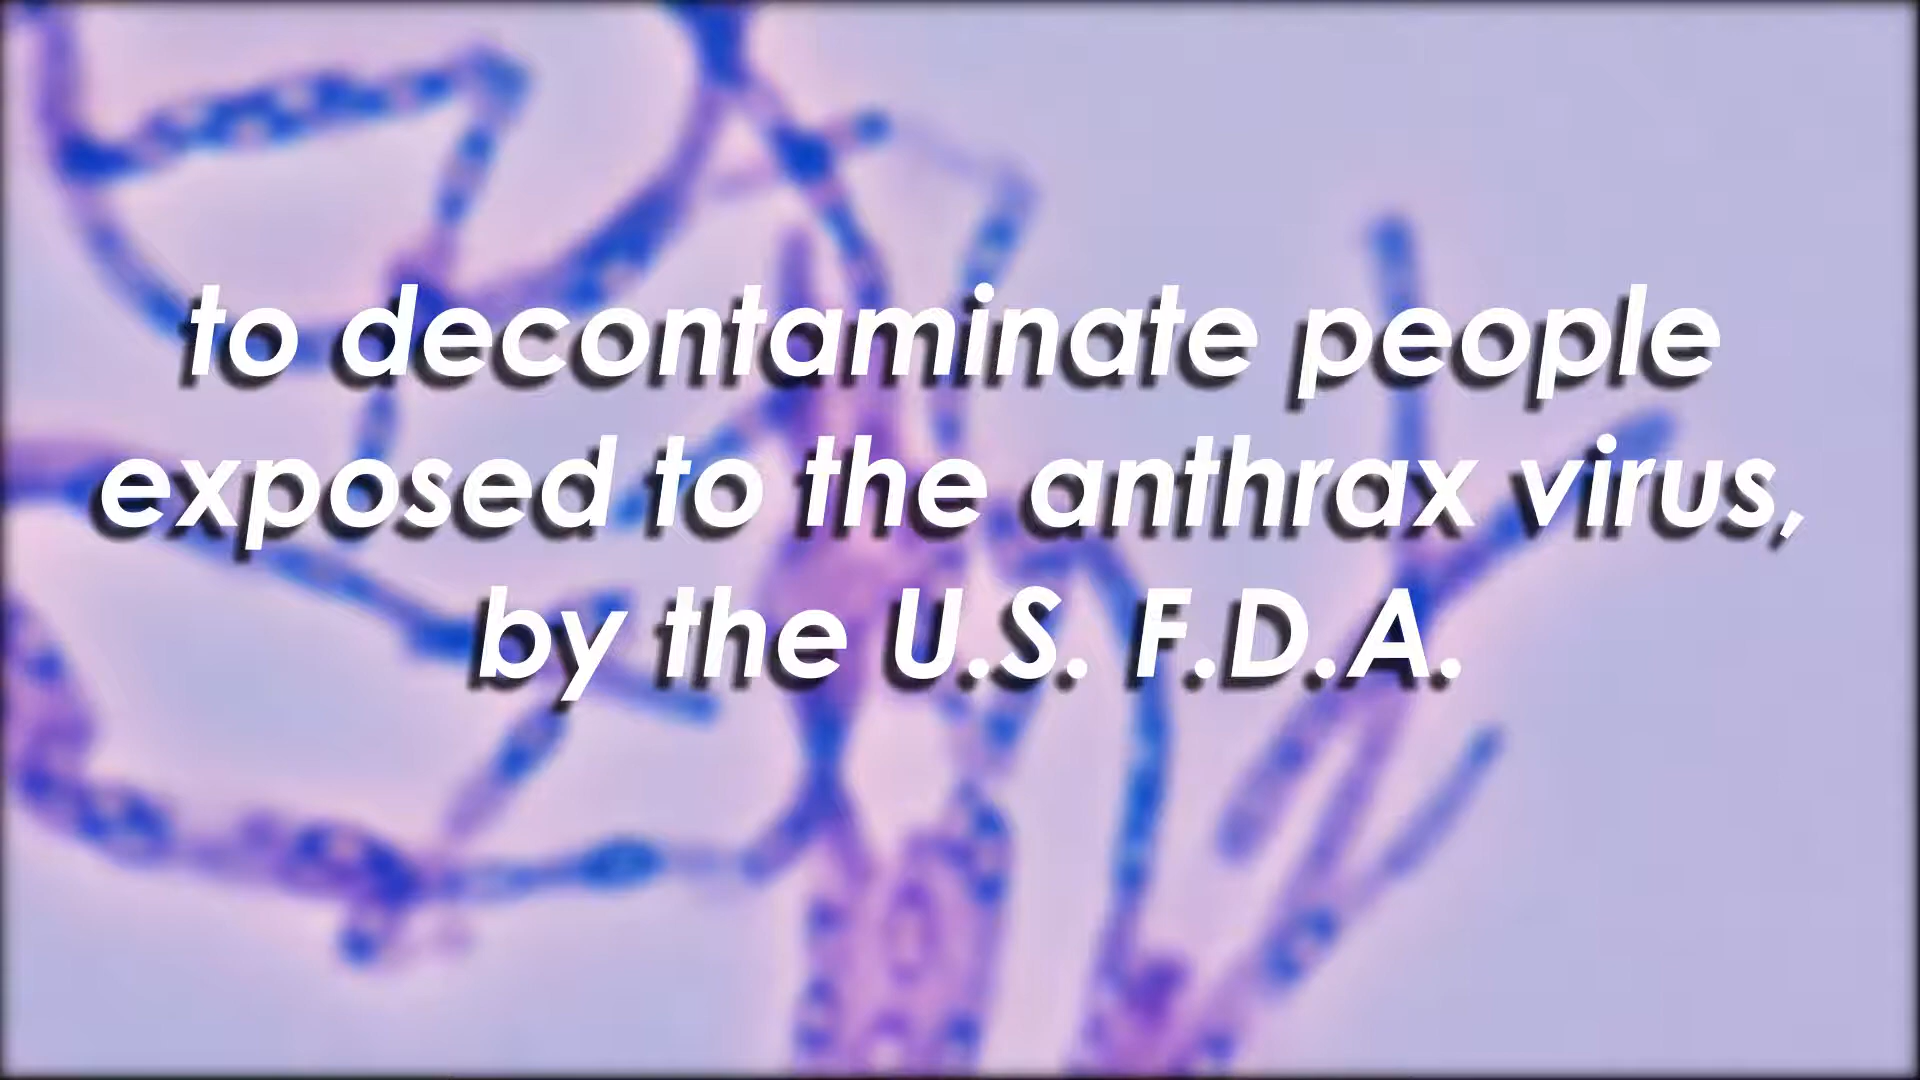 to decontaminate people
exposed to the anthrax virus,
by the U.S. F.D.A.